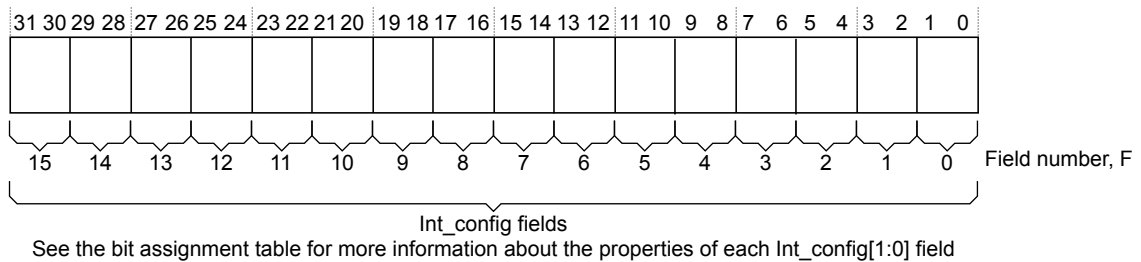 31 30 29 28 27 26 25 24 23 22 21 20 19 18 17 16 15 14 13 12 11 10 9 8 7 6 5 4 3 2 1 0
15 14 13 12 11 10 9 8 7 6 5 4 3 2 1 0 Field number, F
Int_config fields
See the bit assignment table for more information about the properties of each Int_config[1:0] field